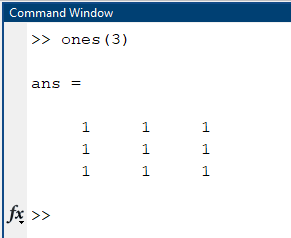 Command Window
>> ones(3)
ans =
1 1 1
1 1 1
1 1 1
fx >>